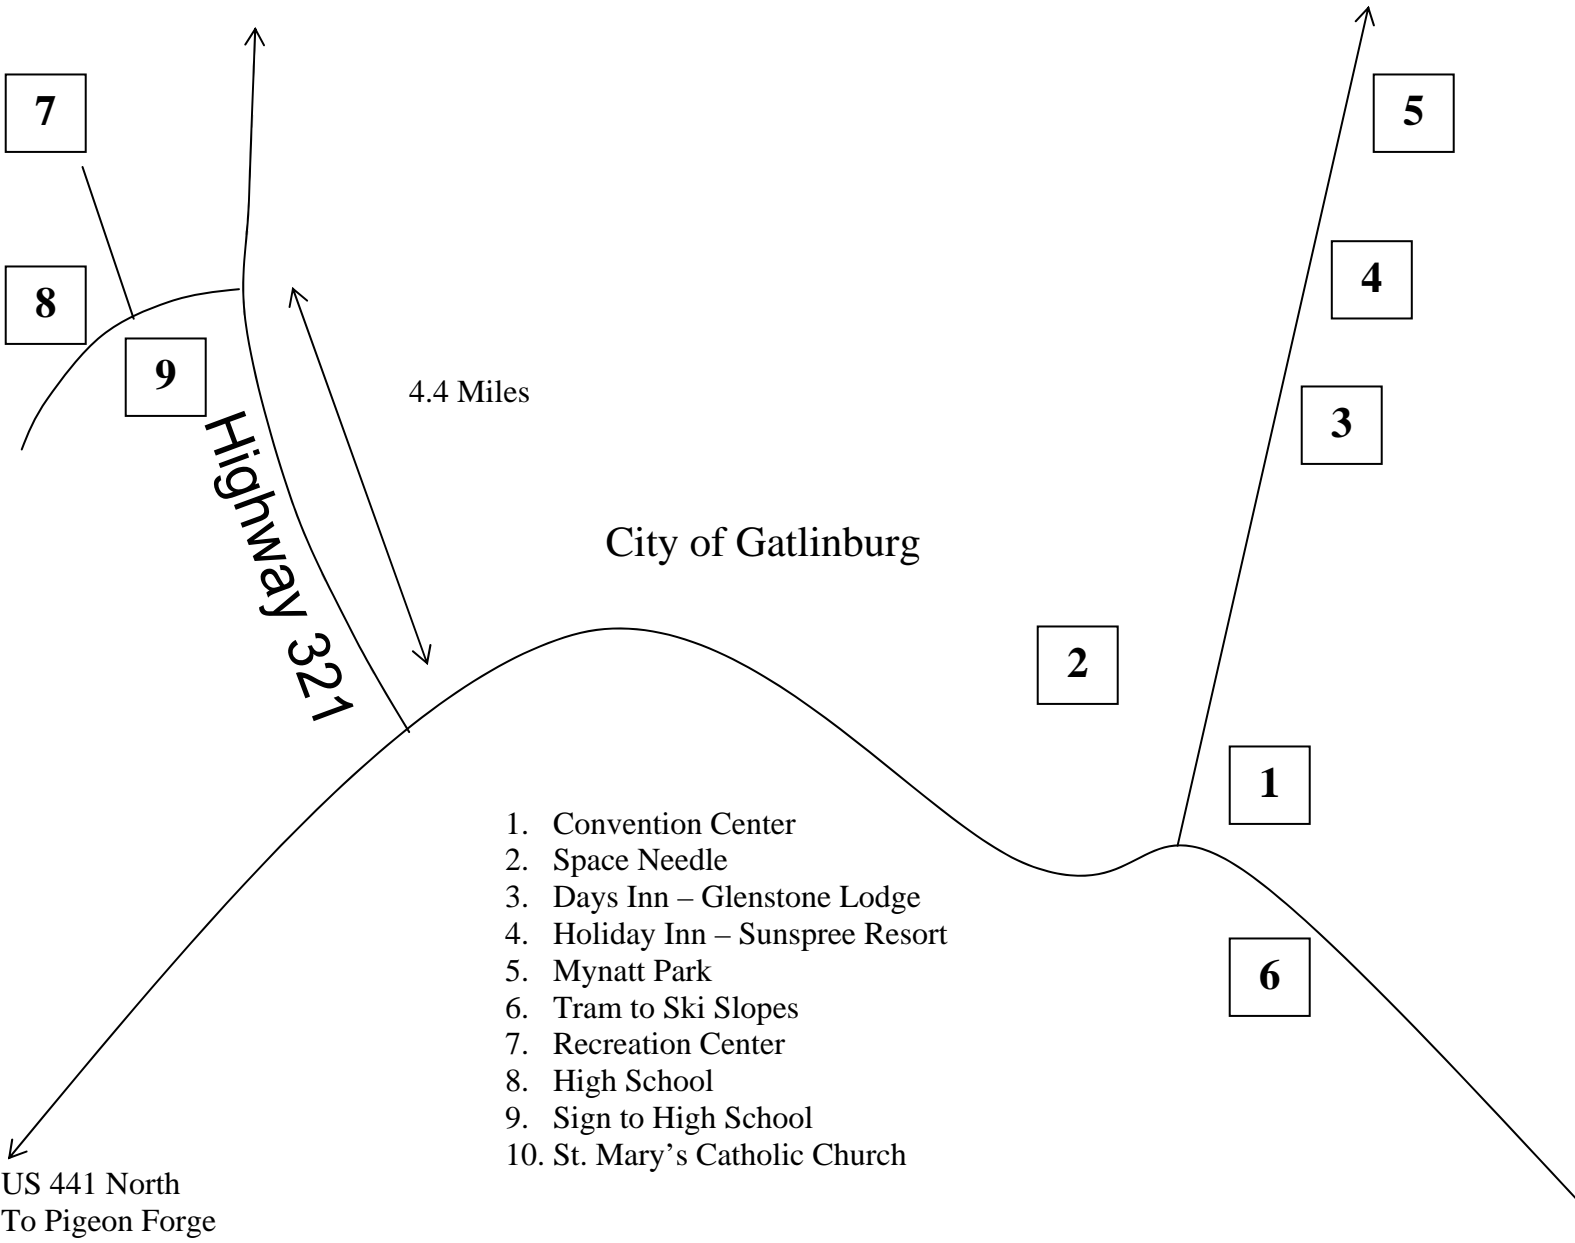 7
5
4
8
9
4.4 Miles
3
Highway 321
City of Gatlinburg
2
1
1. Convention Center
2. Space Needle
3. Days Inn – Glenstone Lodge
4. Holiday Inn – Sunspree Resort
5. Mynatt Park
6. Tram to Ski Slopes
7. Recreation Center
8. High School
9. Sign to High School
10. St. Mary’s Catholic Church
6
US 441 North
To Pigeon Forge